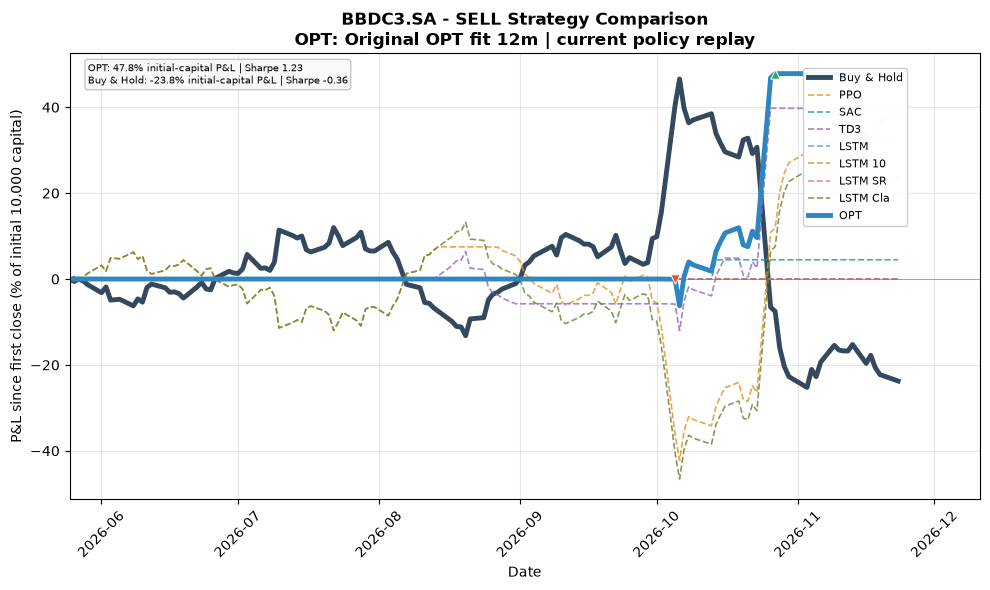 BBDC3.SA - SELL Strategy Comparison
OPT: Original OPT fit 12m | current policy replay
OPT: 47.8% initial-capital P&L | Sharpe 1.23
Buy & Hold: -23.8% initial-capital P&L | Sharpe -0.36
Buy & Hold
PPO
SAC
TD3
LSTM
LSTM 10
LSTM SR
LSTM Cla
OPT
P&L since first close (% of initial 10,000 capital)
40
20
0
−20
−40
2026-06
2026-07
2026-08
2026-09
2026-10
2026-11
2026-12
Date